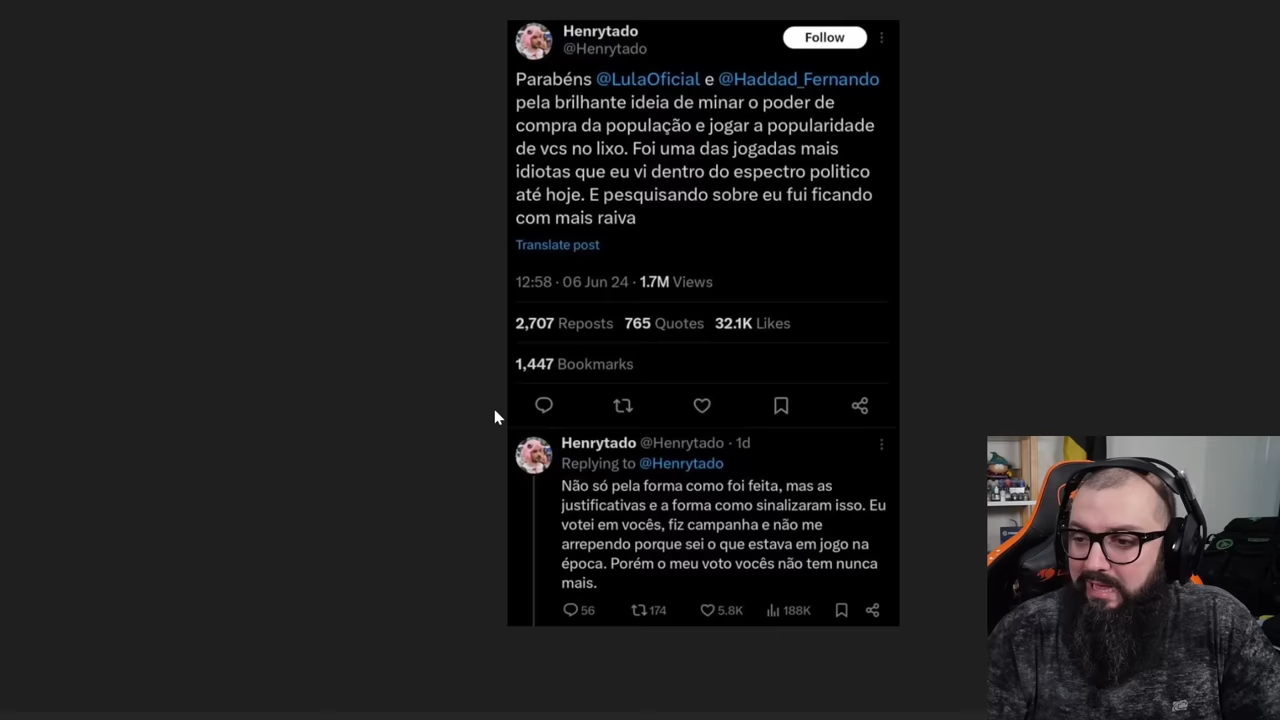 Henrytado
@Henrytado
Follow
Parabéns @LulaOficial e @Haddad_Fernando
pela brilhante ideia de minar o poder de
compra da população e jogar a popularidade
de vcs no lixo. Foi uma das jogadas mais
idiotas que eu vi dentro do espectro politico
até hoje. E pesquisando sobre eu fui ficando
com mais raiva
Translate post
12:58 · 06 Jun 24 · 1.7M Views
2,707 Reposts 765 Quotes 32.1K Likes
1,447 Bookmarks
Henrytado @Henrytado · 1d
Replying to @Henrytado
Não só pela forma como foi feita, mas as
justificativas e a forma como sinalizaram isso. Eu
votei em vocês, fiz campanha e não me
arrependo porque sei o que estava em jogo na
época. Porém o meu voto vocês não tem nunca
mais.
56 174 5.8K 188K